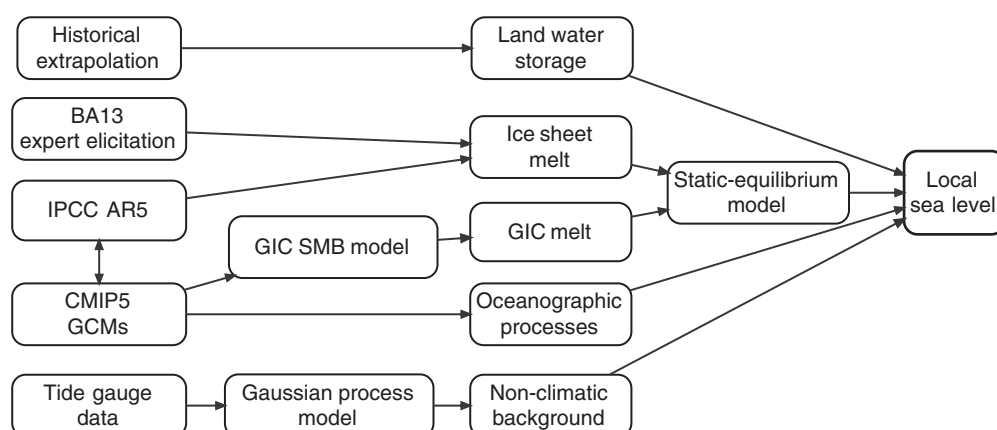 Historical
extrapolation
Land water
storage
BA13
expert elicitation
Ice sheet
melt
IPCC AR5
Static-equilibrium
model
Local
sea level
GIC SMB model
GIC melt
CMIP5
GCMs
Oceanographic
processes
Tide gauge
data
Gaussian process
model
Non-climatic
background